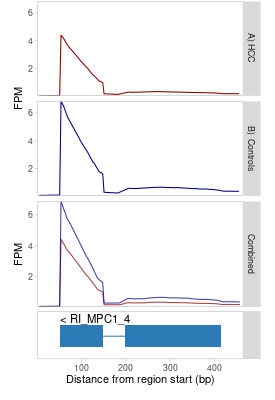 6
4
2
A) HCC
FPM
6
4
2
B) Controls
6
4
2
Combined
FPM
< RI_MPC1_4
100 200 300 400
Distance from region start (bp)